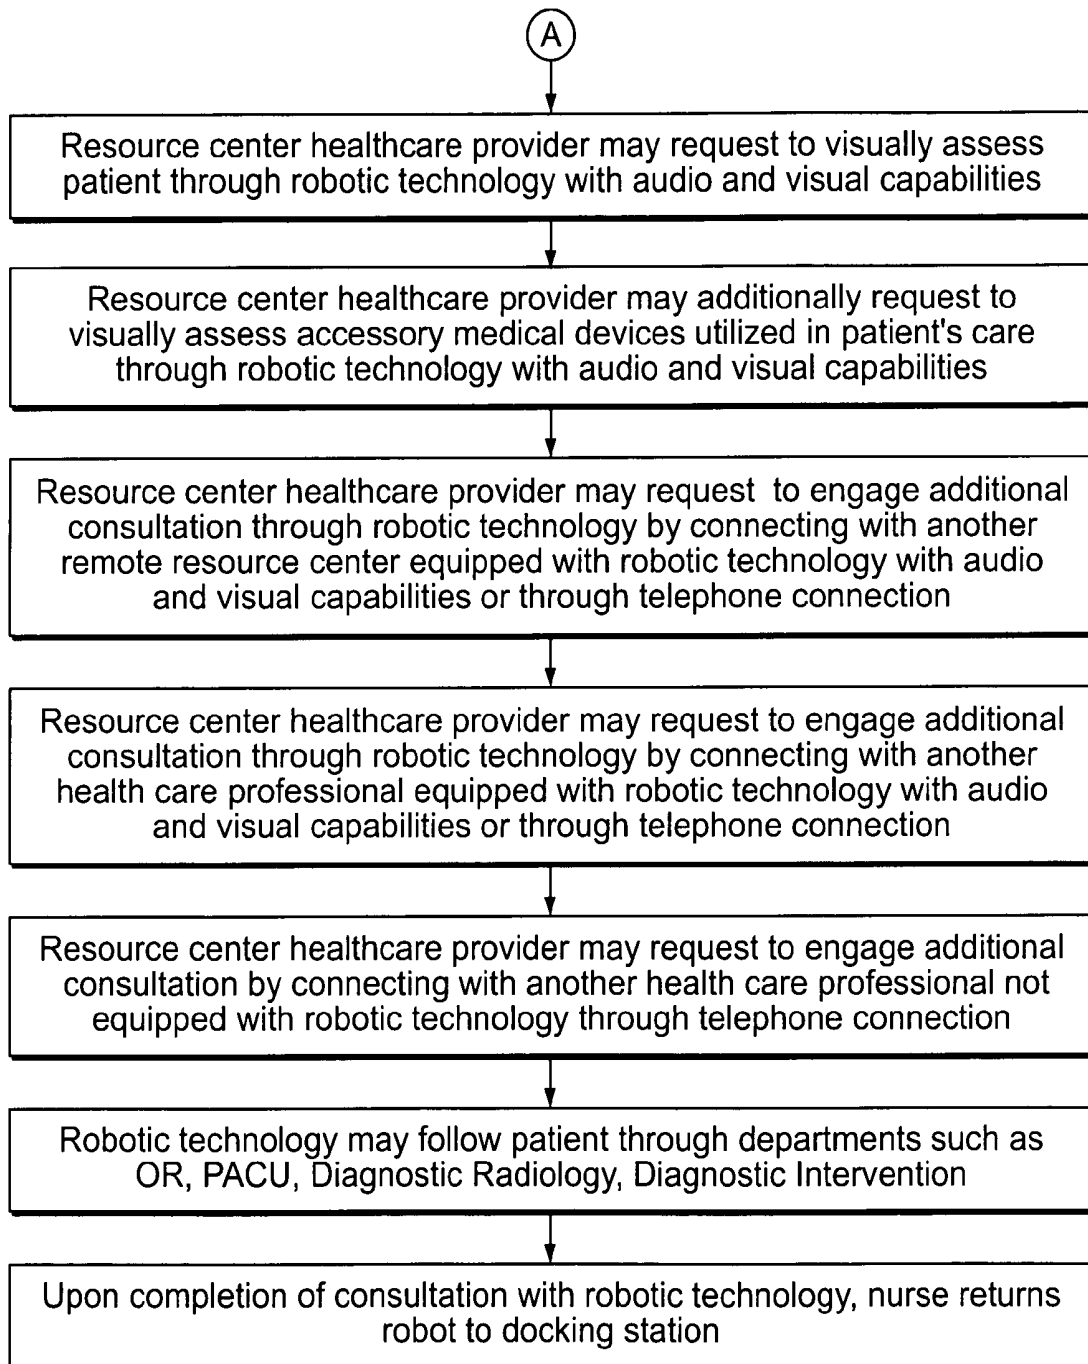 A
Resource center healthcare provider may request to visually assess
patient through robotic technology with audio and visual capabilities
Resource center healthcare provider may additionally request to
visually assess accessory medical devices utilized in patient's care
through robotic technology with audio and visual capabilities
Resource center healthcare provider may request to engage additional
consultation through robotic technology by connecting with another
remote resource center equipped with robotic technology with audio
and visual capabilities or through telephone connection
Resource center healthcare provider may request to engage additional
consultation through robotic technology by connecting with another
health care professional equipped with robotic technology with audio
and visual capabilities or through telephone connection
Resource center healthcare provider may request to engage additional
consultation by connecting with another health care professional not
equipped with robotic technology through telephone connection
Robotic technology may follow patient through departments such as
OR, PACU, Diagnostic Radiology, Diagnostic Intervention
Upon completion of consultation with robotic technology, nurse returns
robot to docking station